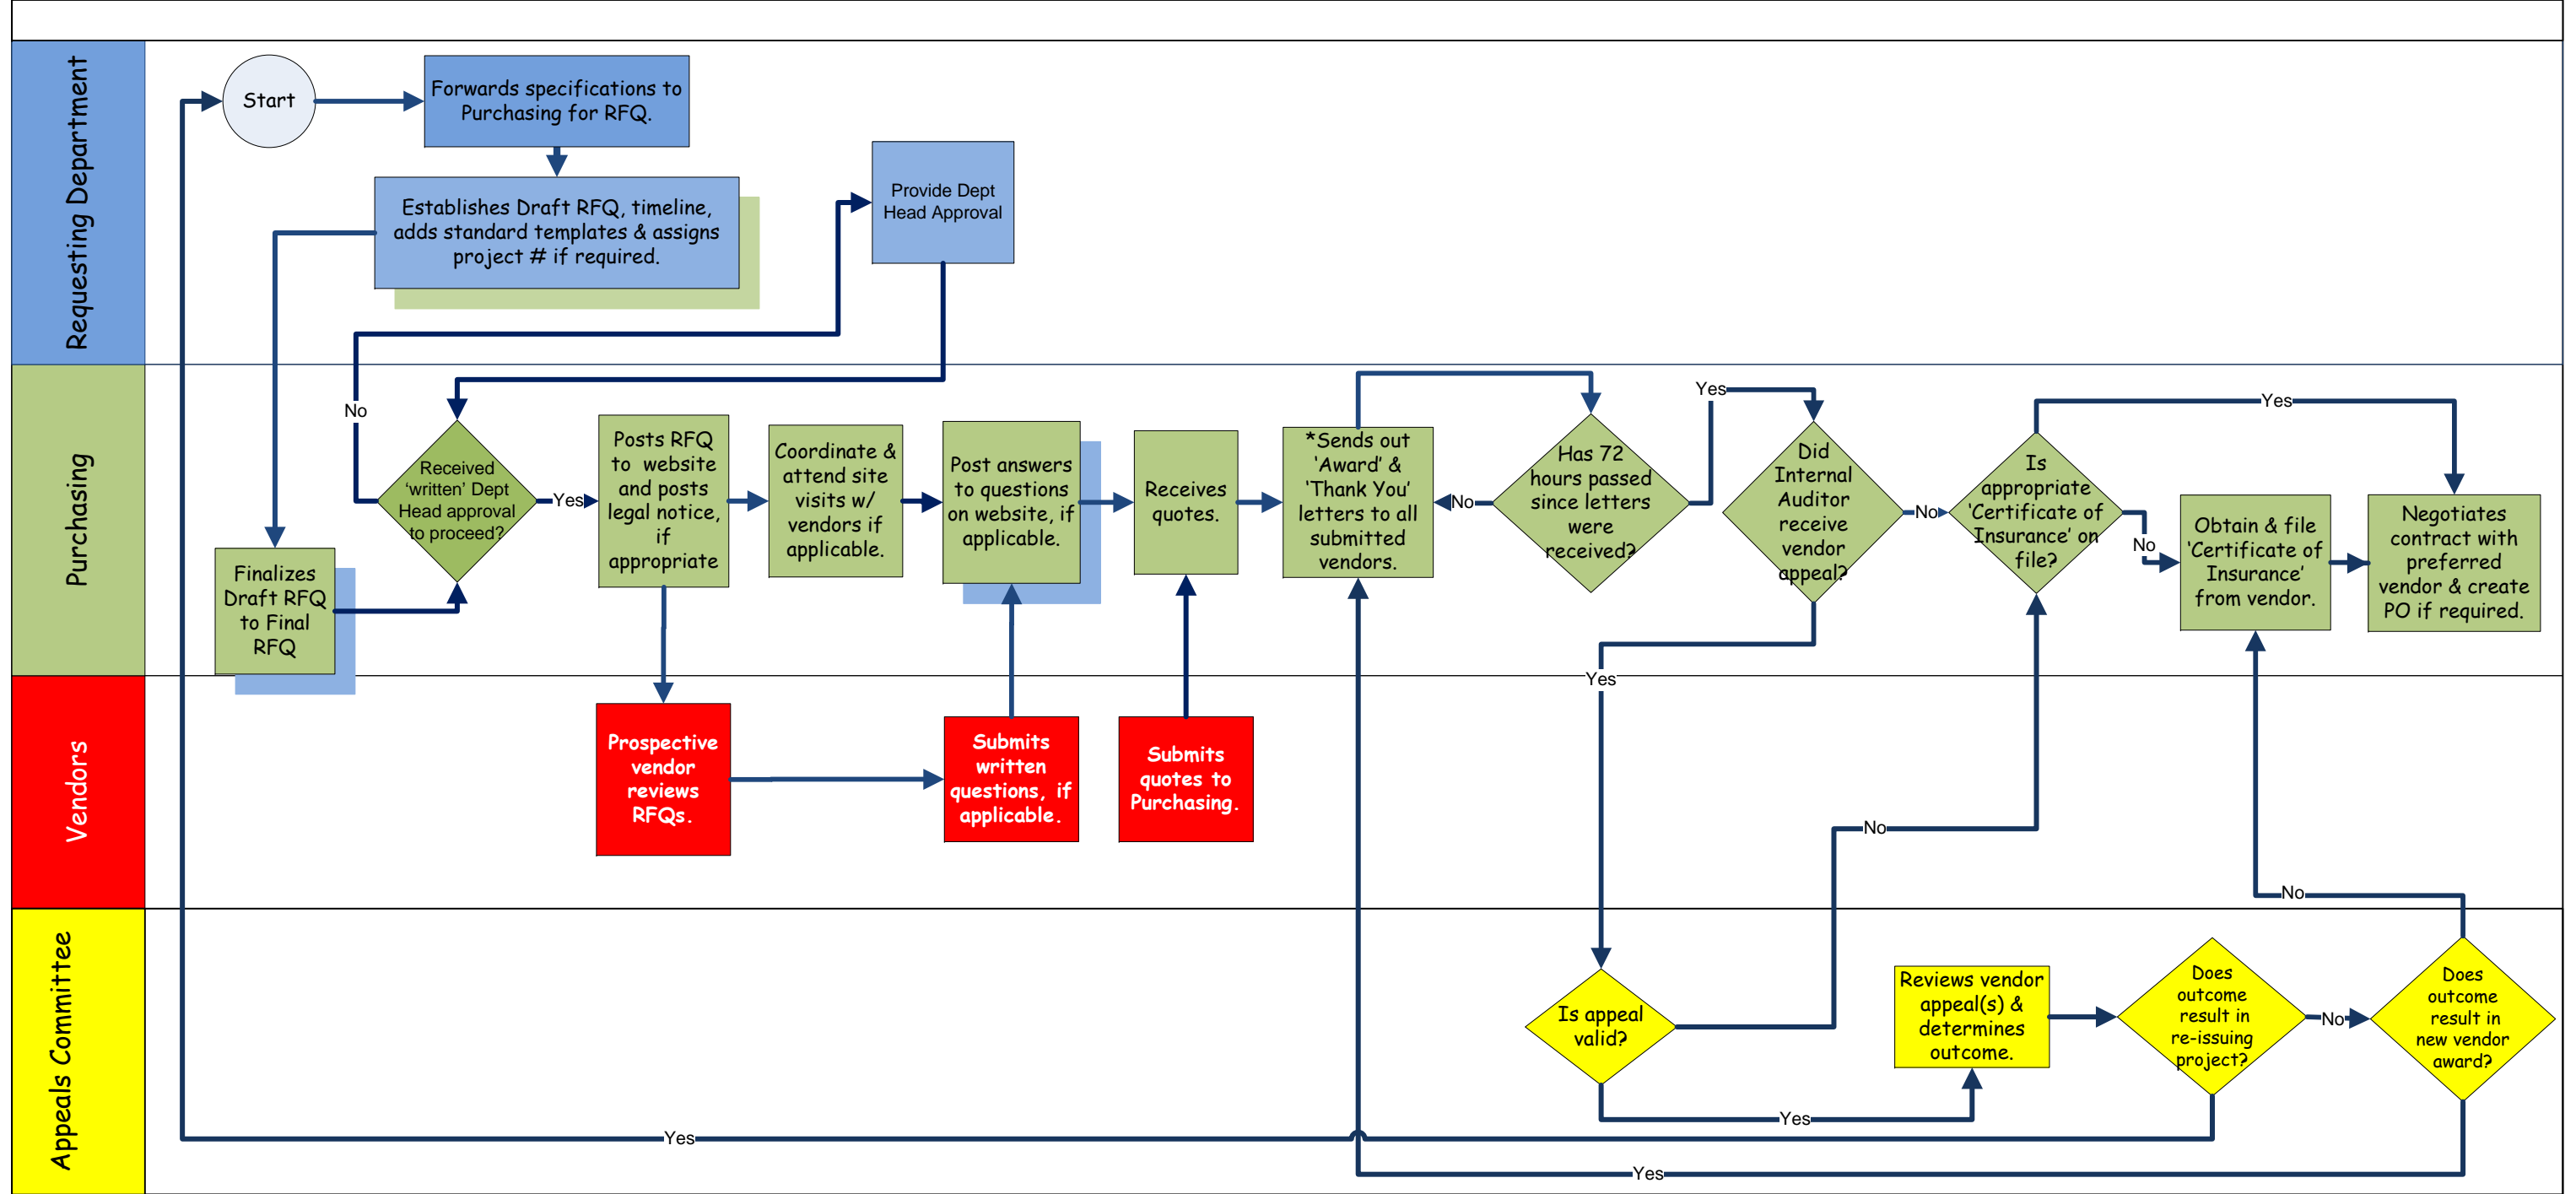 Requesting Department
Start
Forwards specifications to
Purchasing for RFQ.
Establishes Draft RFQ, timeline,
adds standard templates & assigns
project # if required.
Provide Dept
Head Approval
Purchasing
Finalizes
Draft RFQ
to Final
RFQ
No
Received
‘written’ Dept
Head approval
to proceed?
Yes
Posts RFQ
to website
and posts
legal notice,
if
appropriate
Coordinate &
attend site
visits w/
vendors if
applicable.
Post answers
to questions
on website, if
applicable.
Receives
quotes.
*Sends out
‘Award’ &
‘Thank You’
letters to all
submitted
vendors.
No
Has 72
hours passed
since letters
were
received?
Yes
Did
Internal
Auditor
receive
vendor
appeal?
No
Is
appropriate
‘Certificate of
Insurance’ on
file?
Yes
No
Obtain & file
‘Certificate of
Insurance’
from vendor.
Negotiates
contract with
preferred
vendor & create
PO if required.
Yes
Vendors
Prospective
vendor
reviews
RFQs.
Submits
written
questions, if
applicable.
Submits
quotes to
Purchasing.
No
No
Appeals Committee
Is appeal
valid?
Yes
Reviews vendor
appeal(s) &
determines
outcome.
Does
outcome
result in
re-issuing
project?
No
Does
outcome
result in
new vendor
award?
Yes
Yes